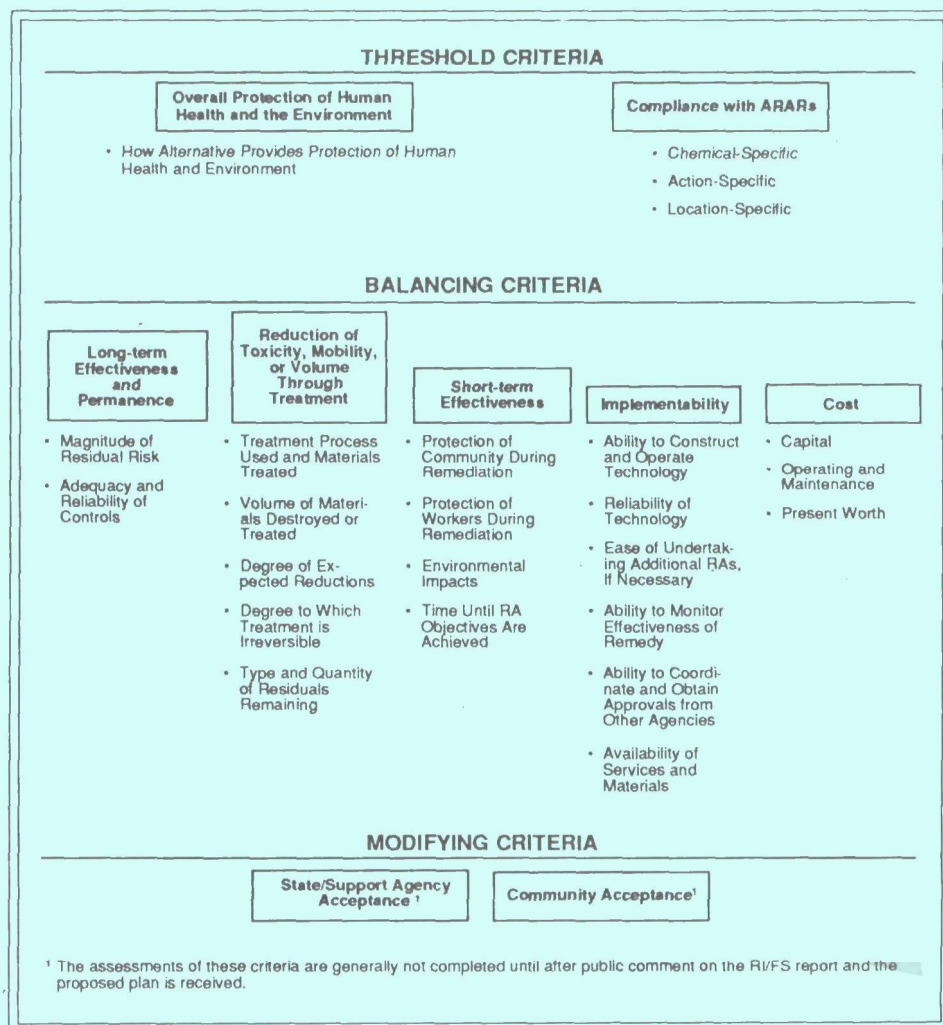 THRESHOLD CRITERIA
Overall Protection of Human
Health and the Environment
• How Alternative Provides Protection of Human
Health and Environment
Compliance with ARARs
• Chemical-Specific
• Action-Specific
• Location-Specific
BALANCING CRITERIA
Long-term
Effectiveness
and
Permanence
• Magnitude of
Residual Risk
• Adequacy and
Reliability of
Controls
Reduction of
Toxicity, Mobility,
or Volume
Through
Treatment
• Treatment Process
Used and Materials
Treated
• Volume of Materi-
als Destroyed or
Treated
• Degree of Ex-
pected Reductions
• Degree to Which
Treatment is
Irreversible
• Type and Quantity
of Residuals
Remaining
Short-term
Effectiveness
• Protection of
Community During
Remediation
• Protection of
Workers During
Remediation
• Environmental
Impacts
• Time Until RA
Objectives Are
Achieved
Implementability
• Ability to Construct
and Operate
Technology
• Reliability of
Technology
• Ease of Undertak-
ing Additional RAs,
If Necessary
• Ability to Monitor
Effectiveness of
Remedy
• Ability to Coordi-
nate and Obtain
Approvals from
Other Agencies
• Availability of
Services and
Materials
Cost
• Capital
• Operating and
Maintenance
• Present Worth
MODIFYING CRITERIA
State/Support Agency
Acceptance ¹
Community Acceptance¹
¹ The assessments of these criteria are generally not completed until after public comment on the RI/FS report and the
proposed plan is received.